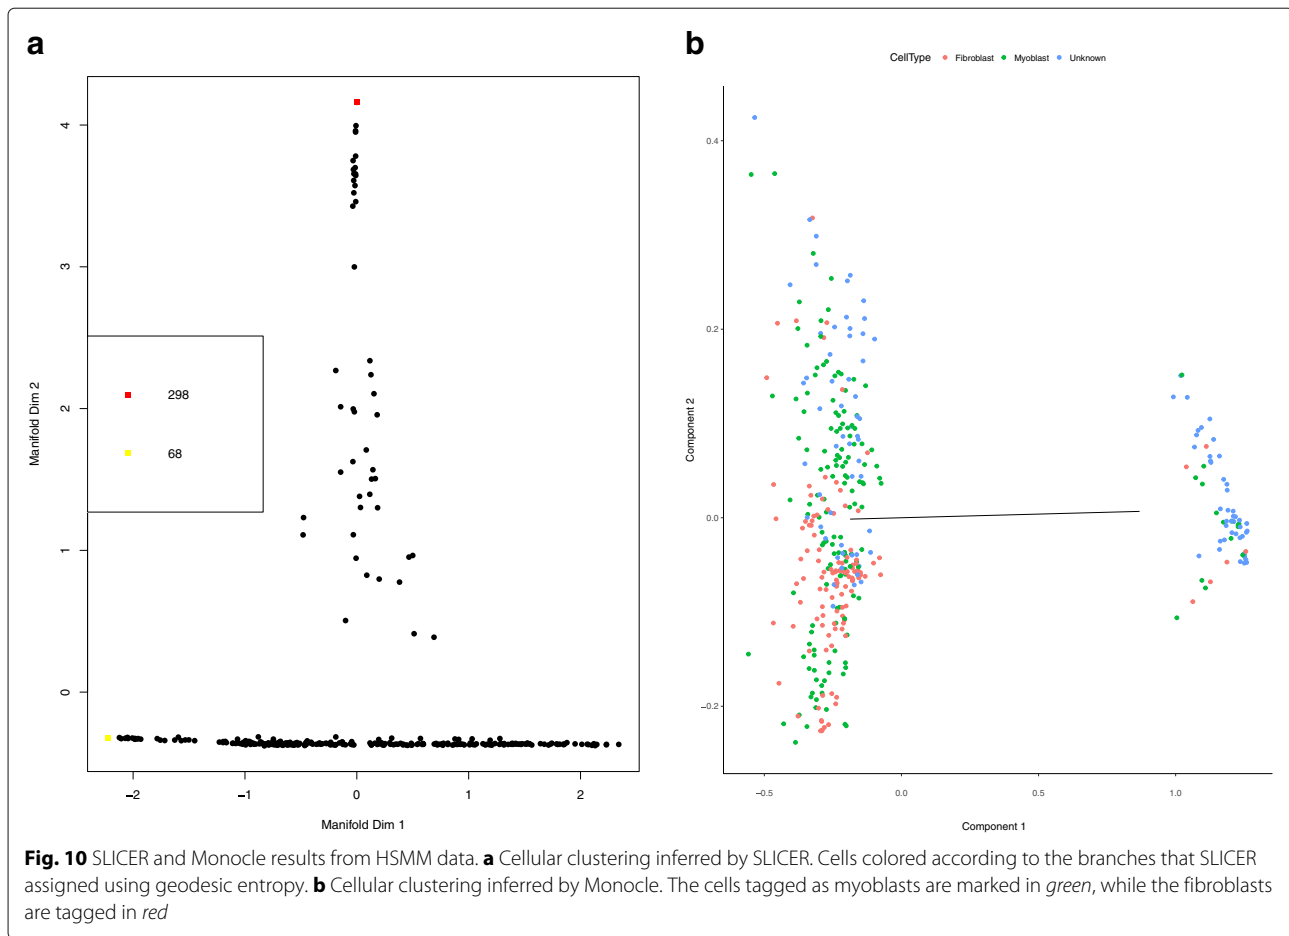 a
4
3
2
1
0
Manifold Dim 2
298
68
−2
−1
0
1
2
Manifold Dim 1
b
CellType Fibroblast Myoblast Unknown
0.4
0.2
0.0
−0.2
Component 2
−0.5
0.0
0.5
1.0
Component 1
Fig. 10 SLICER and Monocle results from HSMM data. a Cellular clustering inferred by SLICER. Cells colored according to the branches that SLICER
assigned using geodesic entropy. b Cellular clustering inferred by Monocle. The cells tagged as myoblasts are marked in green, while the fibroblasts
are tagged in red